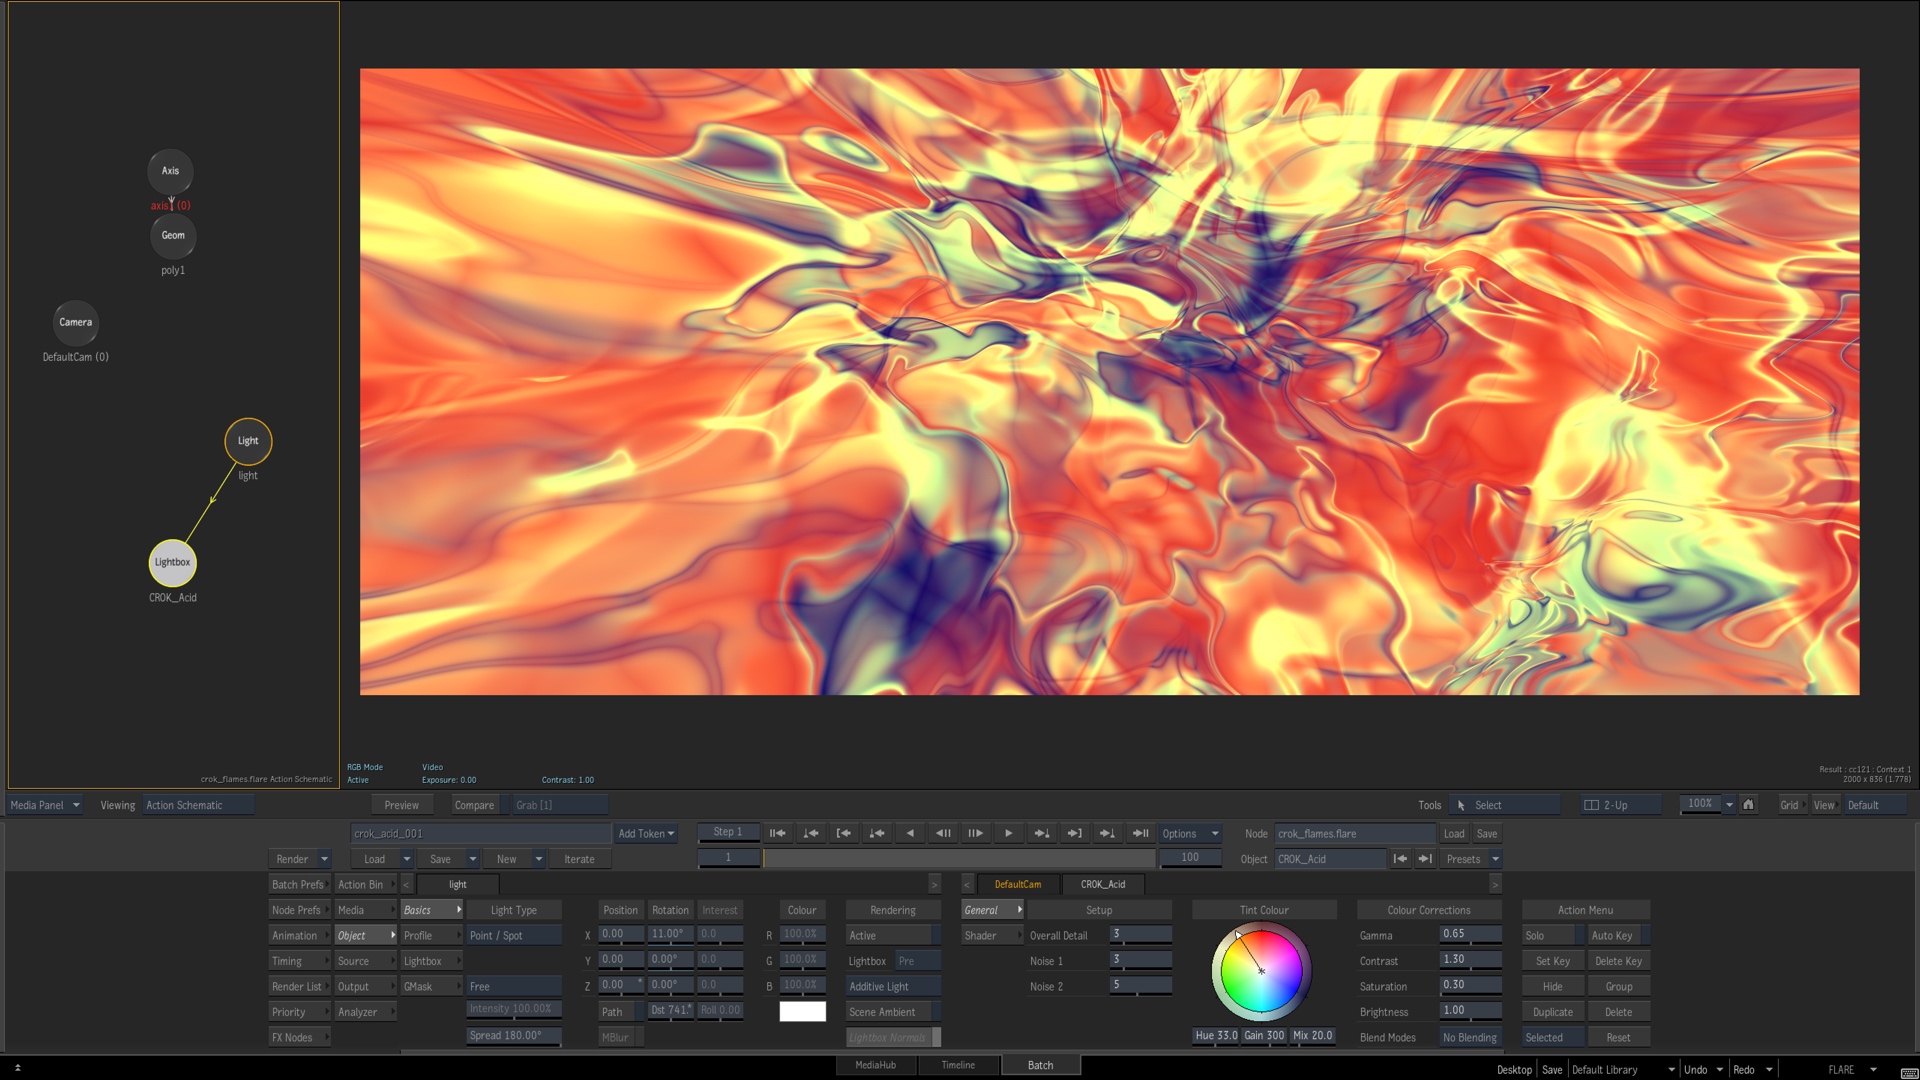 Axis
axis1 (0)
Geom
poly1
Camera
DefaultCam (0)
Light
light
Lightbox
CROK_Acid
crok_flames.flare Action Schematic
RGB Mode Video
Active Exposure: 0.00 Contrast: 1.00
Result : cc121 : Context 1
2000 x 836 (1.778)
Media Panel Viewing Action Schematic Preview Compare Grab [1] Tools Select 2-Up 100% Grid View Default
crok_acid_001 Add Token Step 1 Options Node crok_flames.flare Load Save
Render Load Save New Iterate 1 100 Object CROK_Acid Presets
Batch Prefs Action Bin < light > < DefaultCam CROK_Acid >
Node Prefs Media Basics Light Type Position Rotation Interest Colour Rendering General Setup Tint Colour Colour Corrections Action Menu
Animation Object Profile Point / Spot X 0.00 11.00° 0.0 R 100.0% Active Shader Overall Detail 3 Gamma 0.65 Solo Auto Key
Timing Source Lightbox Y 0.00 0.00° 0.0 G 100.0% Lightbox Pre Noise 1 3 Contrast 1.30 Set Key Delete Key
Render List Output GMask Free Z 0.00 * 0.00° 0.0 B 100.0% Additive Light Noise 2 5 Saturation 0.30 Hide Group
Priority Analyzer Intensity 100.00% Path Dst 741.* Roll 0.00 Scene Ambient Brightness 1.00 Duplicate Delete
FX Nodes Spread 180.00° MBlur Lightbox Normals Hue 33.0 Gain 300 Mix 20.0 Blend Modes No Blending Selected Reset
MediaHub Timeline Batch
Desktop Save Default Library Undo Redo FLARE